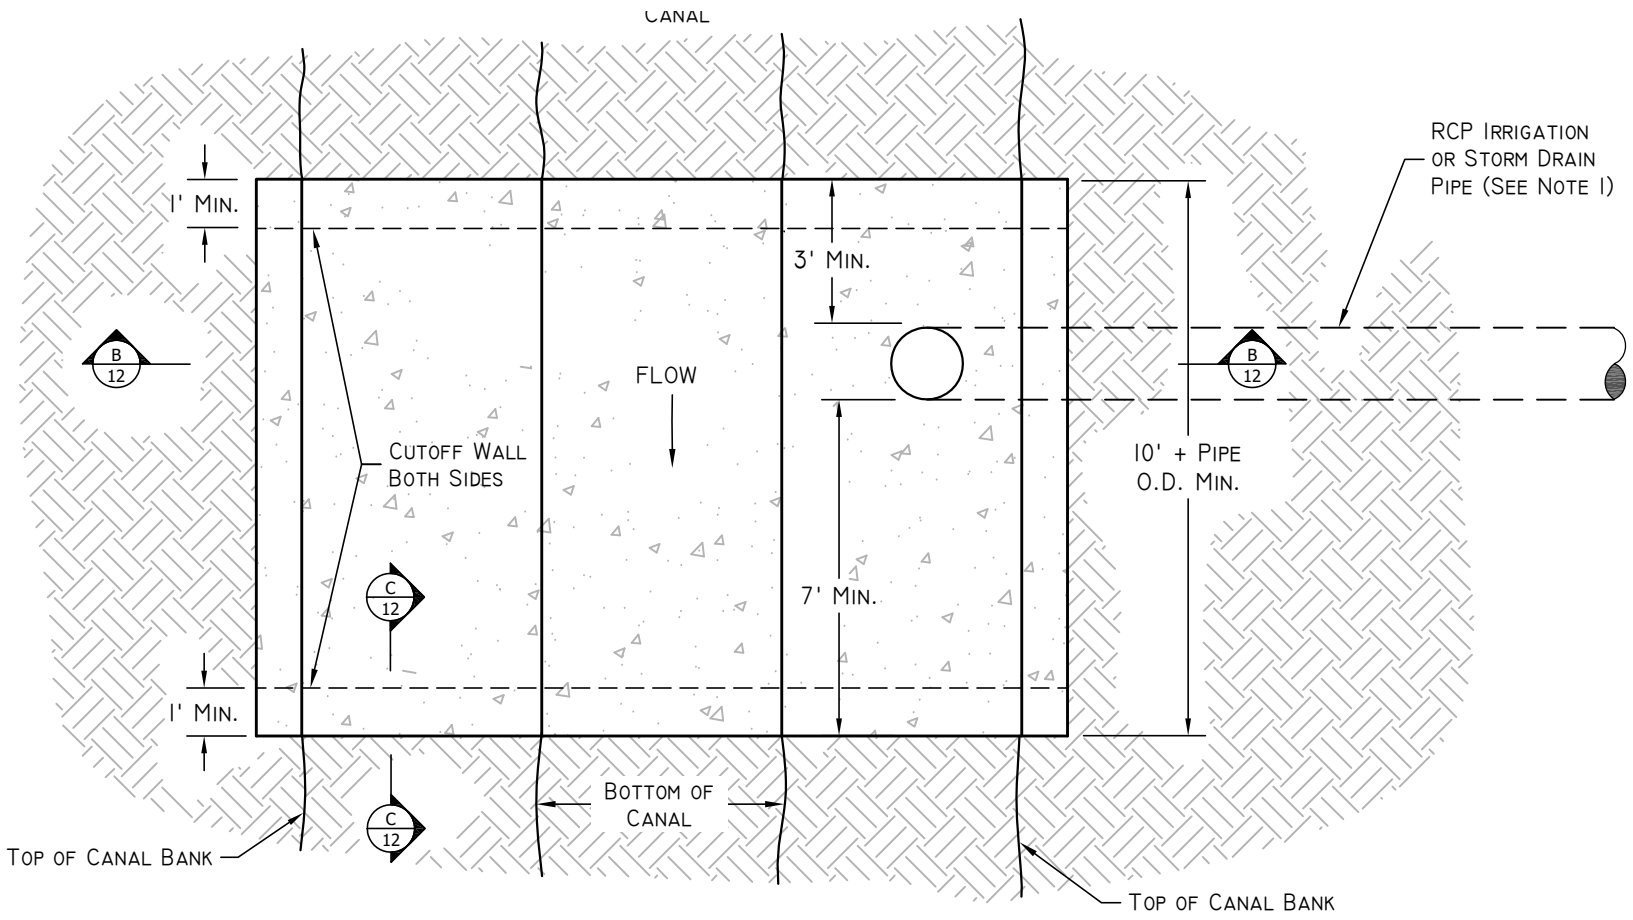 CANAL
RCP IRRIGATION
OR STORM DRAIN
PIPE (SEE NOTE 1)
1' MIN.
3' MIN.
B
12
FLOW
B
12
CUTOFF WALL
BOTH SIDES
10' + PIPE
O.D. MIN.
C
12
7' MIN.
1' MIN.
BOTTOM OF
CANAL
C
12
TOP OF CANAL BANK
TOP OF CANAL BANK